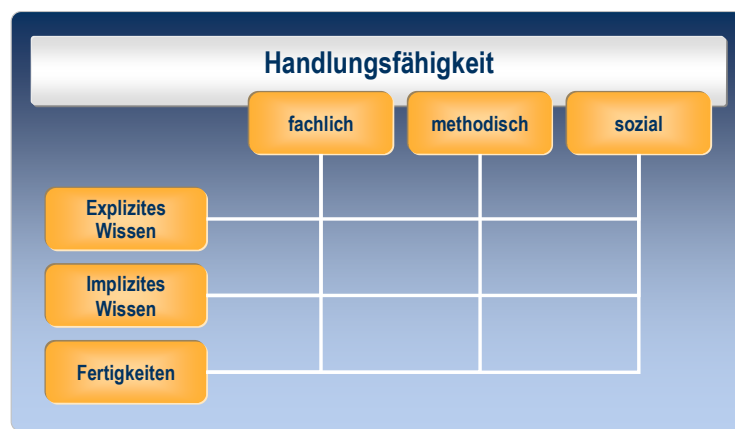 Handlungsfähigkeit
fachlich
methodisch
sozial
Explizites
Wissen
Implizites
Wissen
Fertigkeiten